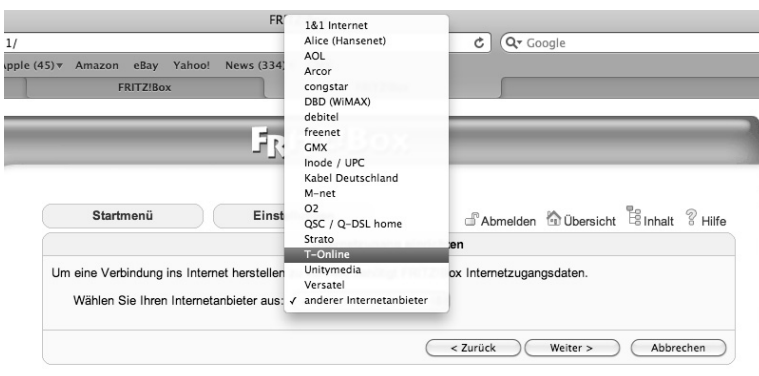 FR
1/
Google
Apple (45) Amazon eBay Yahoo! News (334)
FRITZ!Box
1&1 Internet
Alice (Hansenet)
AOL
Arcor
congstar
DBD (WiMAX)
debitel
freenet
GMX
Inode / UPC
Kabel Deutschland
M-net
O2
QSC / Q-DSL home
Strato
T-Online
Unitymedia
Versatel
✓ anderer Internetanbieter
FRITZ!Box
Startmenü Einst
Abmelden Übersicht Inhalt Hilfe
en
Um eine Verbindung ins Internet herstellen ox Internetzugangsdaten.
Wählen Sie Ihren Internetanbieter aus:
< Zurück Weiter > Abbrechen